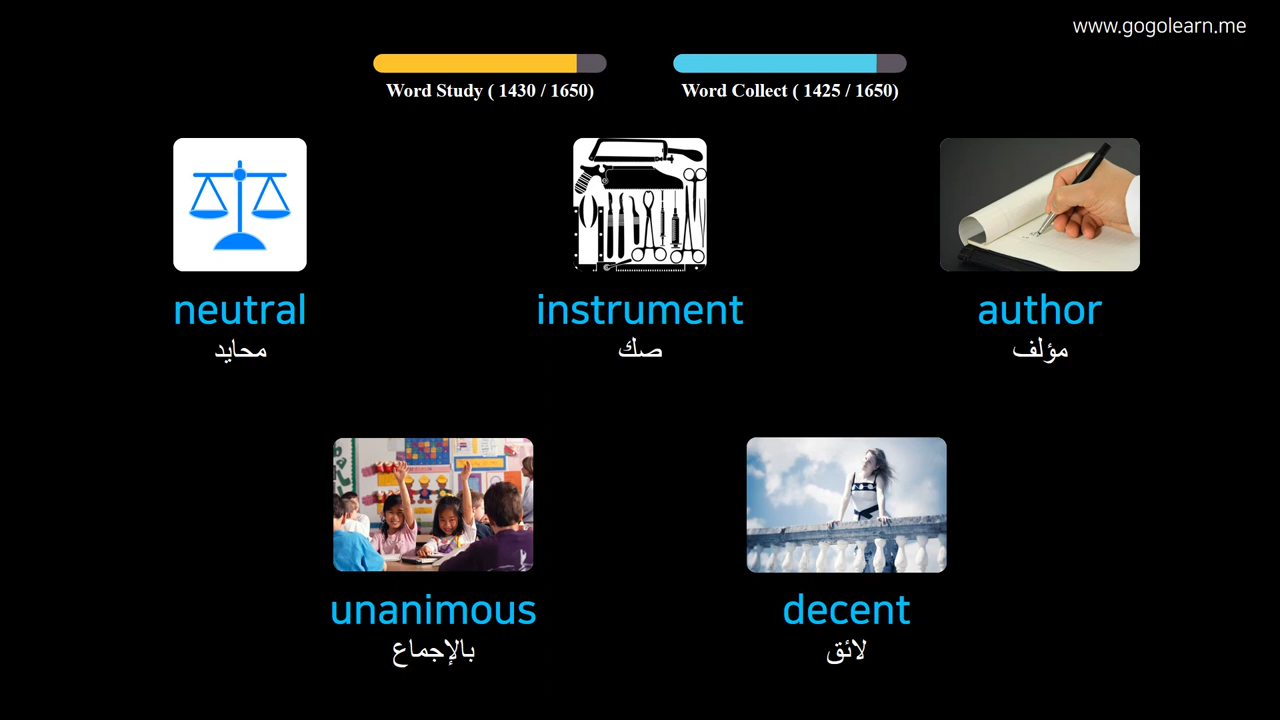 www.gogolearn.me
Word Study ( 1430 / 1650)
Word Collect ( 1425 / 1650)
neutral
محايد
instrument
صك
author
مؤلف
unanimous
بالإجماع
decent
لائق